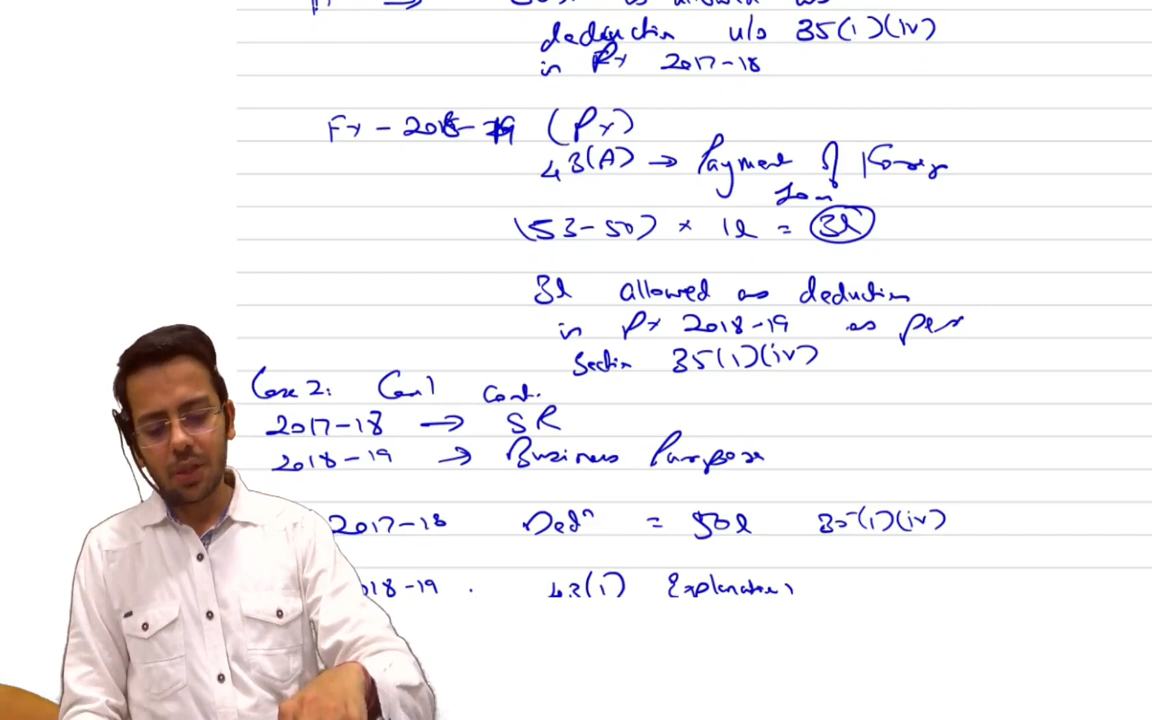 deduction u/s 35(1)(iv)
in PY 2017-18
FY - 2018-19 (PY)
43(A) → Payment of Foreign
Loan
(53-50) × 1l = 3l
3l allowed as deduction
in PY 2018-19 as per
Section 35(1)(iv)
Case 2: Cont.
2017-18 → SR
2018-19 → Business Purpose
2017-18 Dedn = 50l 35(1)(iv)
018-19 . 43(1) Explanation 1